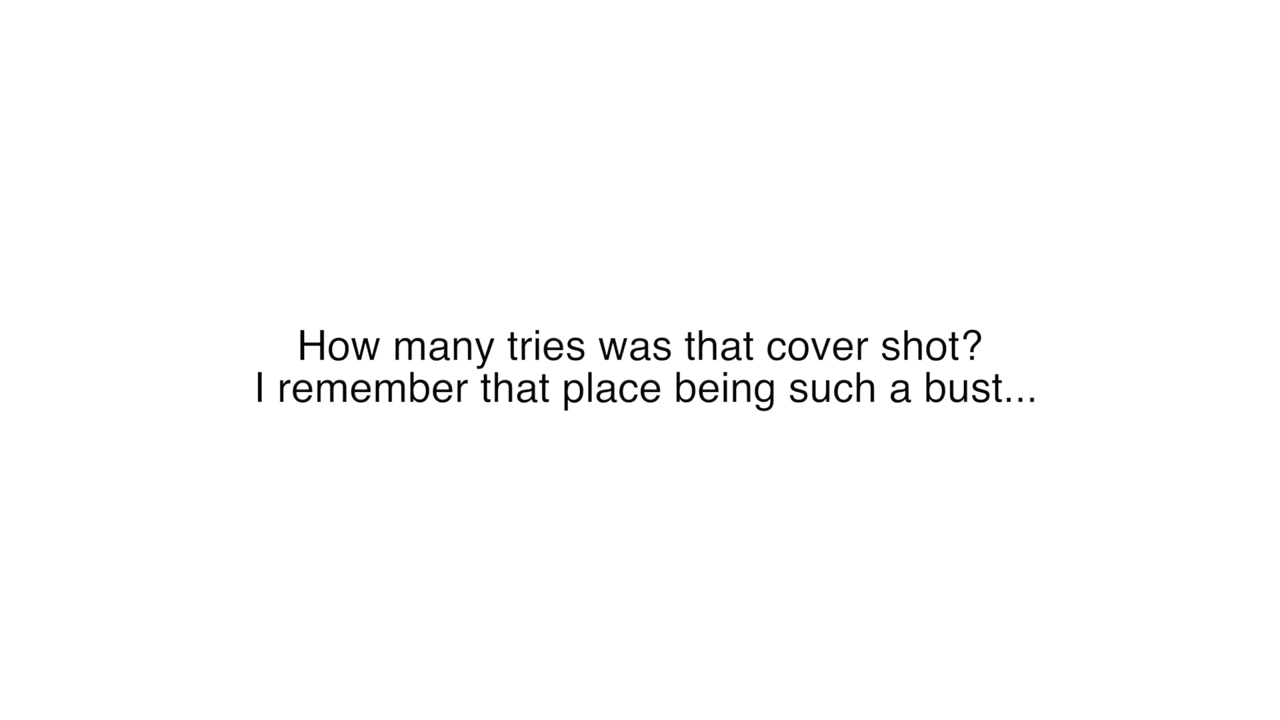 How many tries was that cover shot?
I remember that place being such a bust...